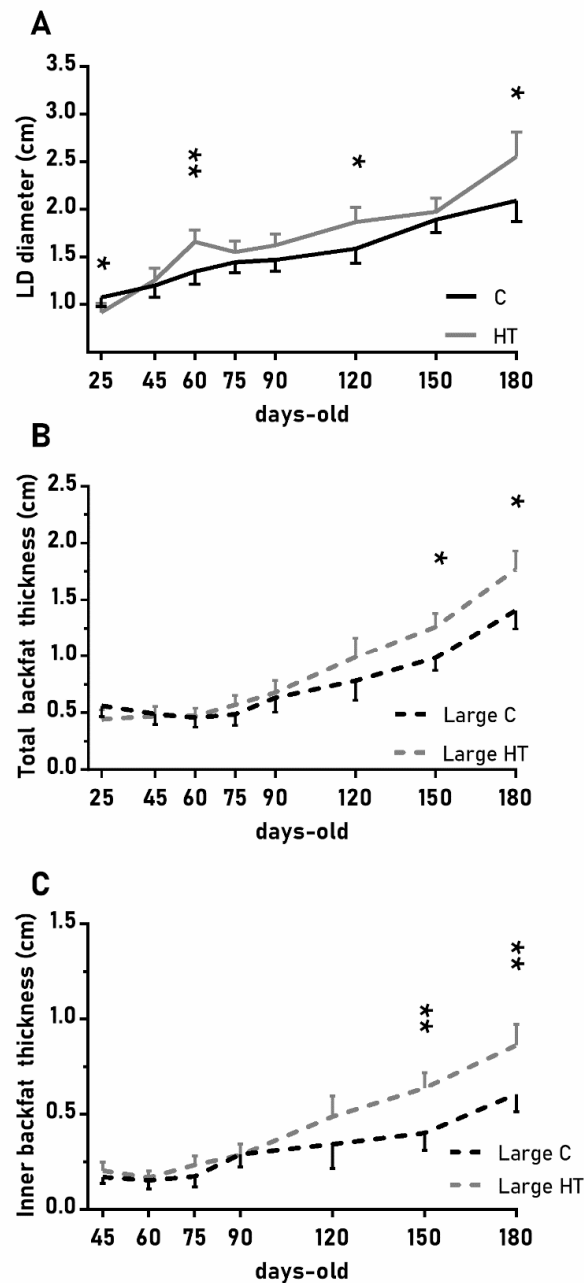 A
LD diameter (cm)
3.5
3.0
2.5
2.0
1.5
1.0
*
**
*
*
C
HT
25 45 60 75 90 120 150 180
days-old
B
Total backfat thickness (cm)
2.5
2.0
1.5
1.0
0.5
0.0
*
*
Large C
Large HT
25 45 60 75 90 120 150 180
days-old
C
Inner backfat thickness (cm)
1.5
1.0
0.5
0.0
**
**
Large C
Large HT
45 60 75 90 120 150 180
days-old